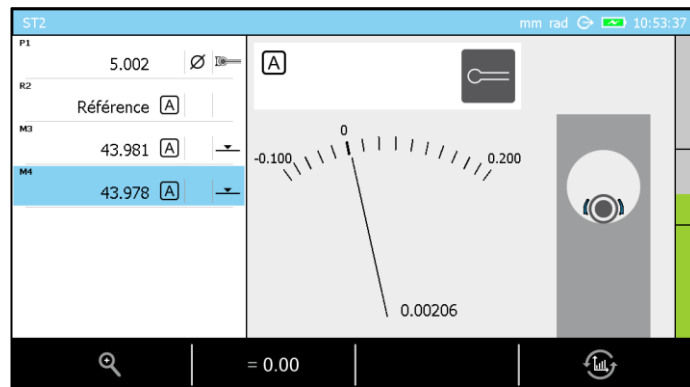 ST2
mm rad 10:53:37
P1
5.002 Ø
R2
Référence A
M3
43.981 A
M4
43.978 A
A
-0.100 0 0.200
0.00206
= 0.00